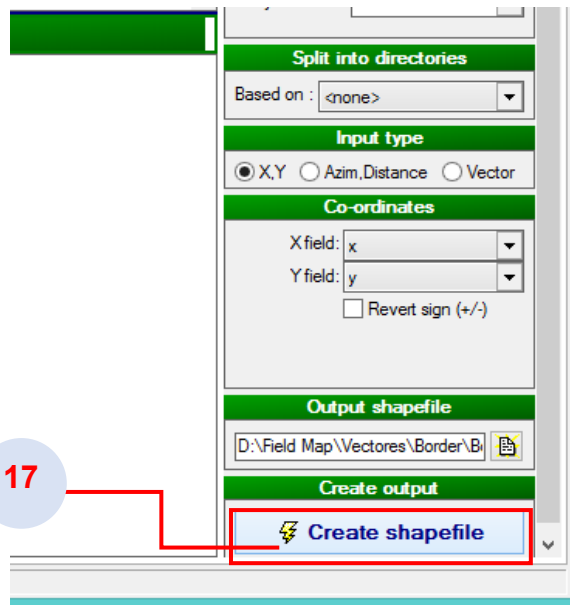 Split into directories
Based on : <none>
Input type
X,Y Azim,Distance Vector
Co-ordinates
X field: x
Y field: y
Revert sign (+/-)
Output shapefile
D:\Field Map\Vectores\Border\B
17
Create output
Create shapefile